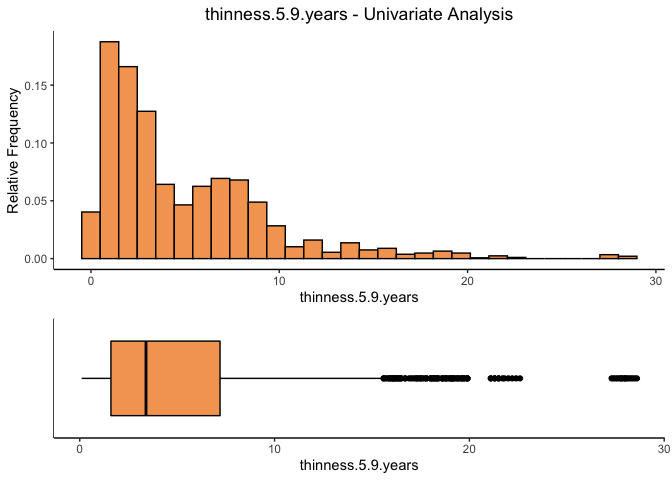 thinness.5.9.years - Univariate Analysis
Relative Frequency
0.15
0.10
0.05
0.00
0 10 20 30
thinness.5.9.years
0 10 20 30
thinness.5.9.years